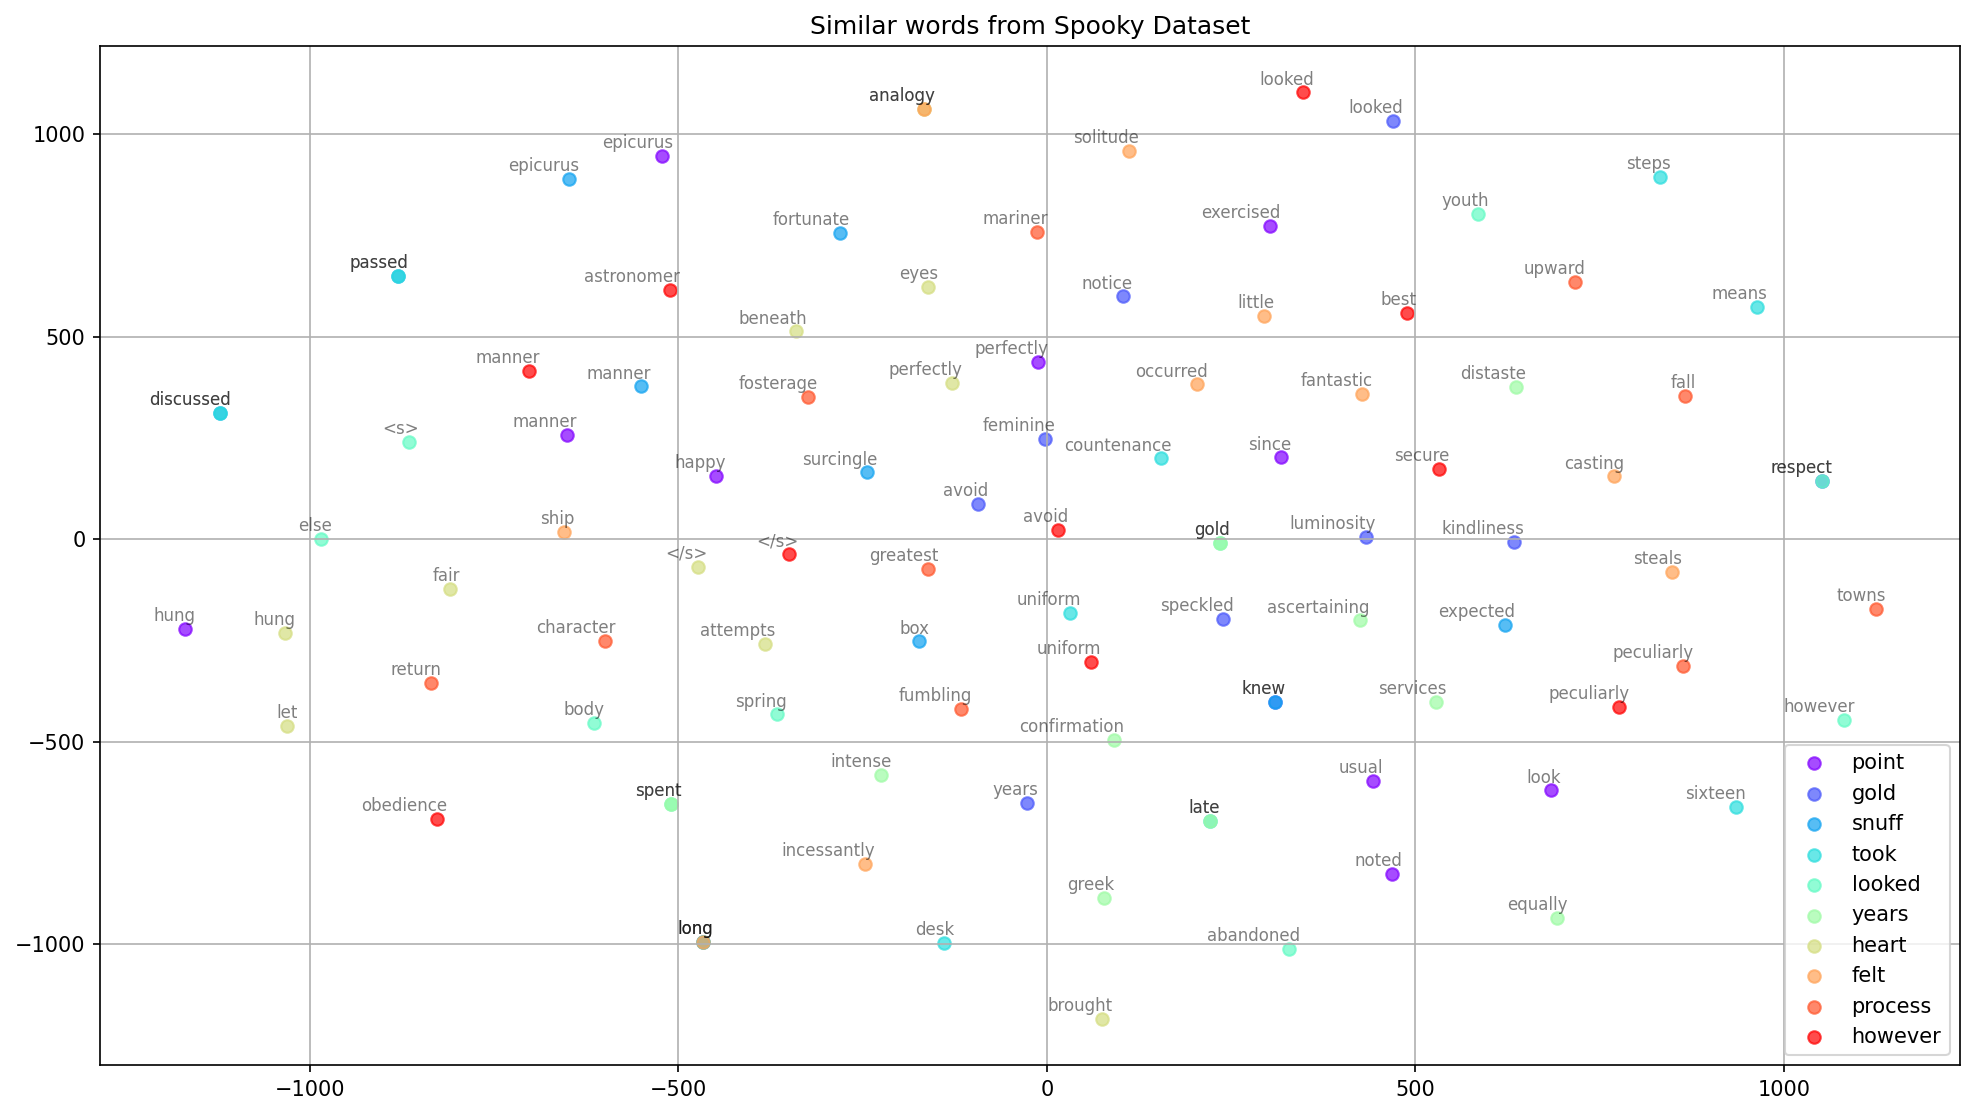 Similar words from Spooky Dataset
looked
analogy
looked
solitude
epicurus
epicurus
steps
youth
exercised
mariner
fortunate
passed
upward
eyes
astronomer
notice
means
little
best
beneath
perfectly
manner
manner
perfectly
occurred
fosterage
fantastic
distaste
fall
discussed
<s>
manner
feminine
countenance
since
secure
surcingle
happy
casting
respect
avoid
avoid
else
ship
gold
luminosity
kindliness
</s>
</s>
greatest
steals
fair
towns
hung
hung
uniform
speckled
ascertaining
expected
character
attempts
box
uniform
peculiarly
return
knew
services
peculiarly
body
spring
fumbling
let
confirmation
however
intense
usual
look
spent
years
obedience
late
sixteen
incessantly
noted
greek
equally
long
desk
abandoned
brought
1000
500
0
−500
−1000
−1000
−500
0
500
1000
point
gold
snuff
took
looked
years
heart
felt
process
however